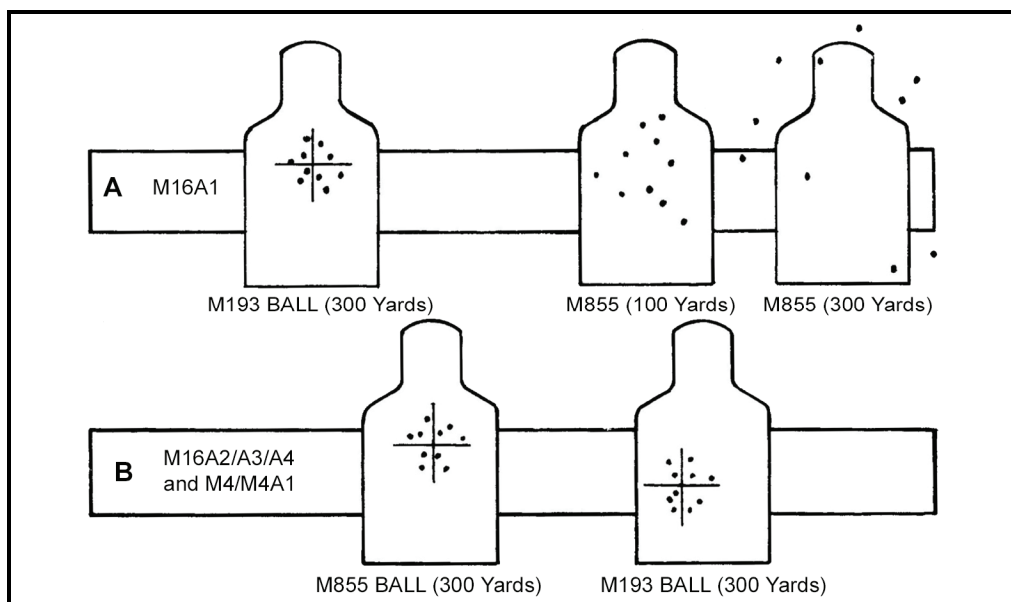 A M16A1
M193 BALL (300 Yards)
M855 (100 Yards)
M855 (300 Yards)
B M16A2/A3/A4
and M4/M4A1
M855 BALL (300 Yards)
M193 BALL (300 Yards)